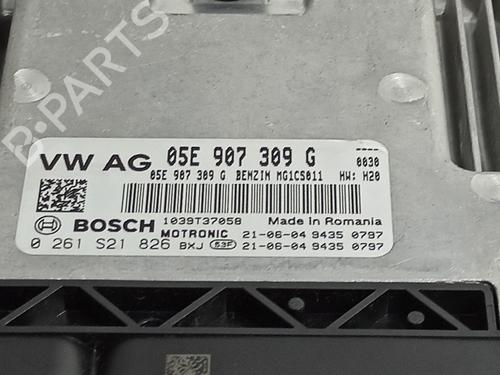 B-PARTS
VW AG 05E 907 309 G 0030
05E 907 309 G BENZIN MG1CS011 HW: H20
BOSCH 1039T37058 Made in Romania
MOTRONIC 21-06-04 9435 0797
0 261 S21 826 BXJ 53F 21-06-04 9435 0797